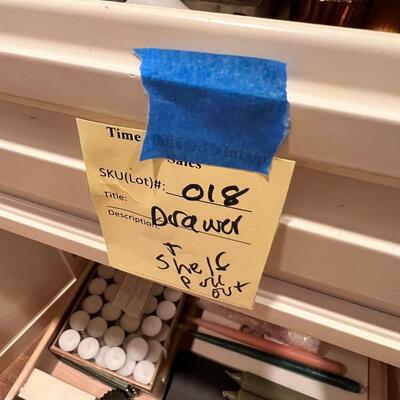 Time
Sales
SKU(Lot)#: 018
Title: Drawer
Description:
+
Shelf
pull
out